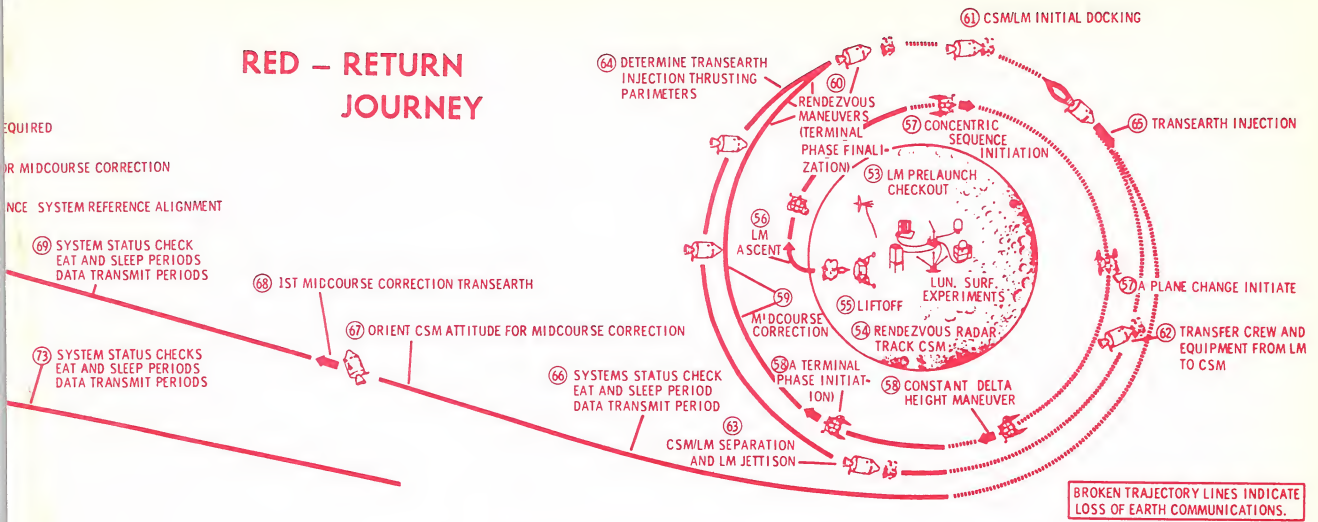 RED – RETURN
JOURNEY
EQUIRED
OR MIDCOURSE CORRECTION
NCE SYSTEM REFERENCE ALIGNMENT
69 SYSTEM STATUS CHECK
EAT AND SLEEP PERIODS
DATA TRANSMIT PERIODS
68 1ST MIDCOURSE CORRECTION TRANSEARTH
67 ORIENT CSM ATTITUDE FOR MIDCOURSE CORRECTION
73 SYSTEM STATUS CHECKS
EAT AND SLEEP PERIODS
DATA TRANSMIT PERIODS
66 SYSTEMS STATUS CHECK
EAT AND SLEEP PERIOD
DATA TRANSMIT PERIOD
63
CSM/LM SEPARATION
AND LM JETTISON
64 DETERMINE TRANSEARTH
INJECTION THRUSTING
PARIMETERS
60
RENDEZVOUS
MANEUVERS
(TERMINAL
PHASE FINALI-
ZATION)
61 CSM/LM INITIAL DOCKING
57 CONCENTRIC
SEQUENCE
INITIATION
65 TRANSEARTH INJECTION
53 LM PRELAUNCH
CHECKOUT
56
LM
ASCENT
LUN. SURF.
EXPERIMENTS
55 LIFTOFF
54 RENDEZVOUS RADAR
TRACK CSM
59
MIDCOURSE
CORRECTION
57 A PLANE CHANGE INITIATE
62 TRANSFER CREW AND
EQUIPMENT FROM LM
TO CSM
58 A TERMINAL
PHASE INITIAT-
ION)
58 CONSTANT DELTA
HEIGHT MANEUVER
BROKEN TRAJECTORY LINES INDICATE
LOSS OF EARTH COMMUNICATIONS.